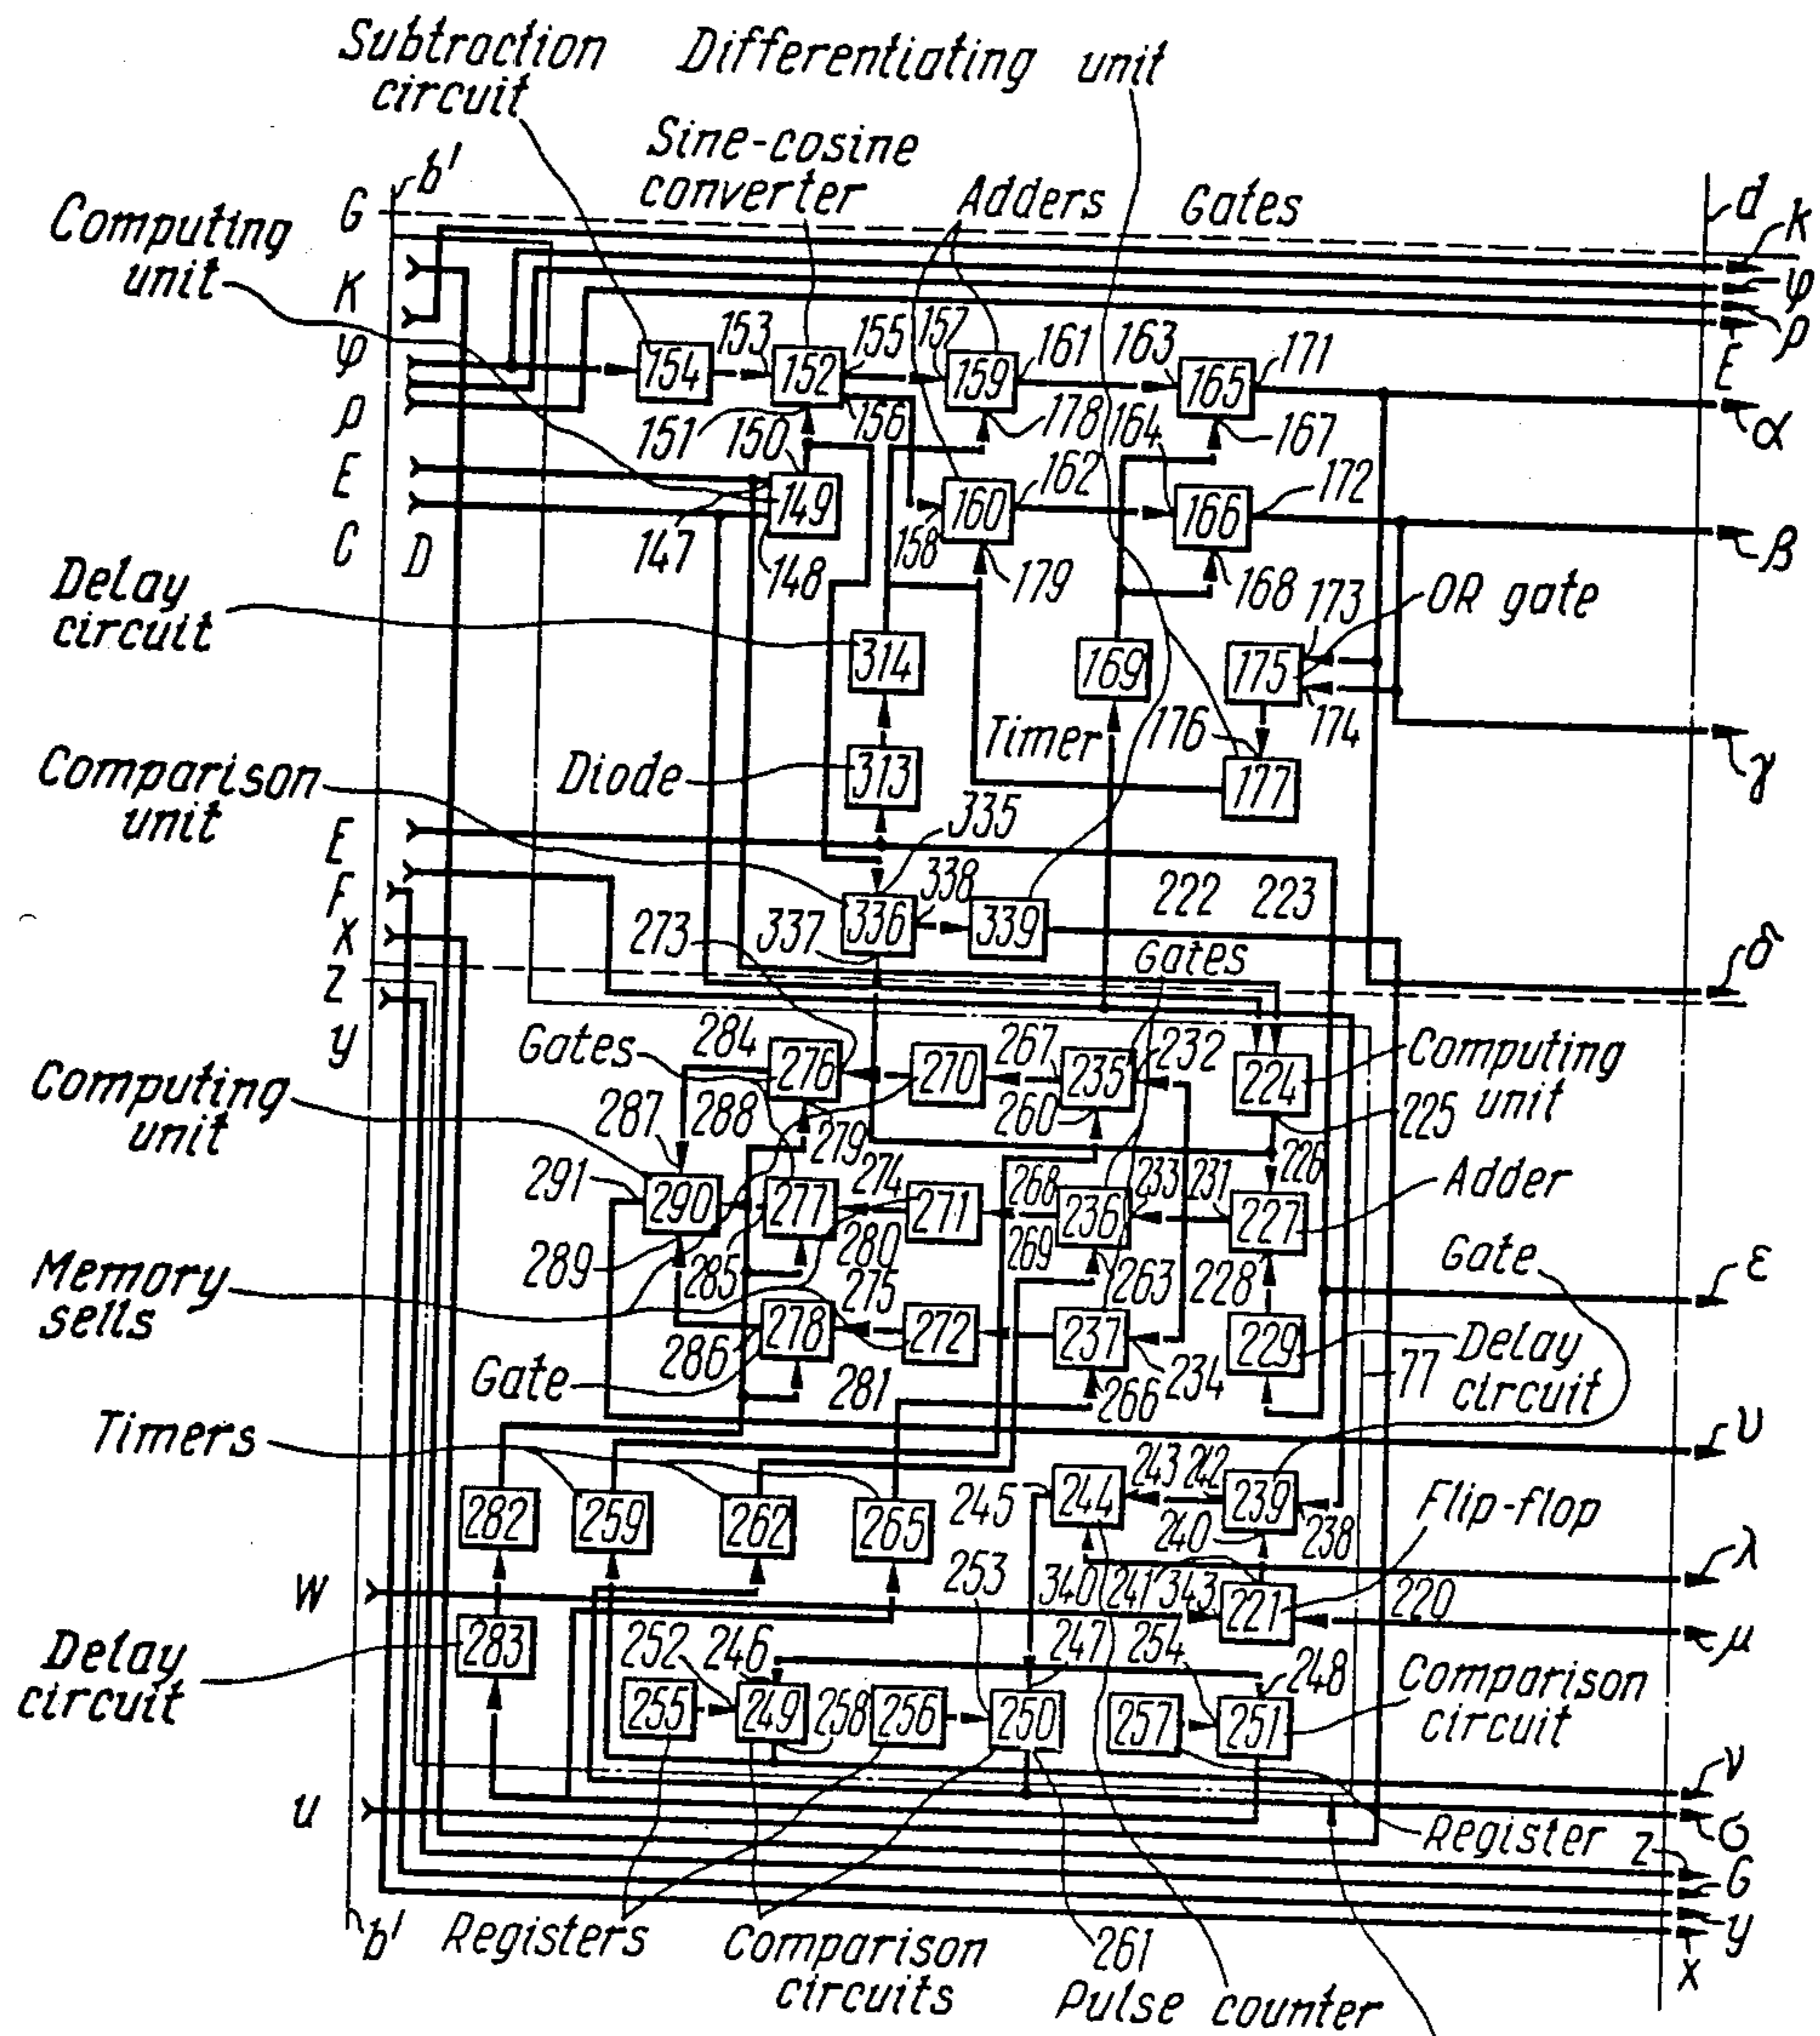 Subtraction
circuit
Differentiating unit
Sine-cosine
converter
Adders
Gates
b'
d
G
k
Computing
unit
K
φ
ρ
E
ψ
153
155
157
161
163
171
154
152
159
165
E
ρ
α
151
150
156
178
164
167
E
162
172
149
160
166
C
D
147
148
158
179
168
β
Delay
circuit
173
OR gate
314
169
175
174
Timer
176
γ
Comparison
unit
Diode
313
177
E
335
F
338
222
223
336
339
X
273
337
Gates
δ
Z
y
Gates
284
276
270
267
235
232
224
Computing
unit
Computing
unit
287
288
279
260
225
226
291
290
277
274
271
268
236
233
231
227
Adder
289
285
280
269
Gate
Memory
sells
275
263
228
ε
286
278
272
237
229
Delay
circuit
Gate
281
266
234
77
Timers
υ
282
259
262
265
245
244
243
242
239
Flip-flop
240
238
253
λ
W
340
241
343
221
220
μ
Delay
circuit
283
252
246
247
254
248
Comparison
circuit
255
249
258
256
250
257
251
ν
u
σ
Register
Z
G
y
b'
Registers
Comparison
circuits
261
Pulse counter
x